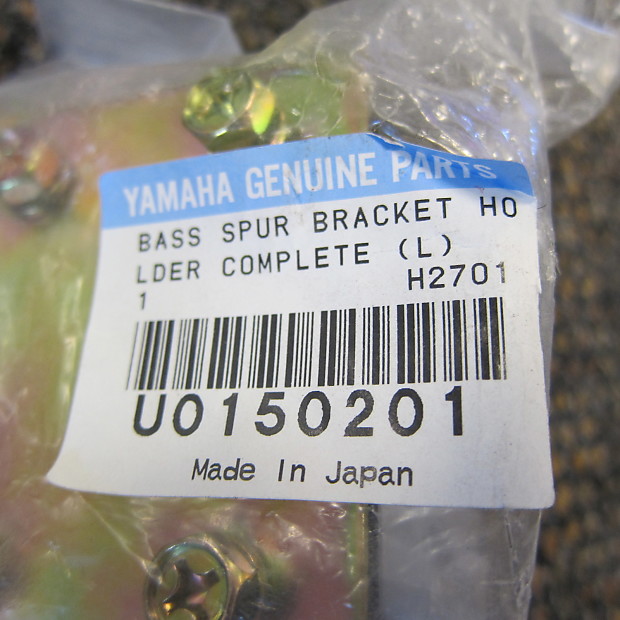 YAMAHA GENUINE PARTS
BASS SPUR BRACKET HO
LDER COMPLETE (L)
H2701
1
U0150201
Made In Japan